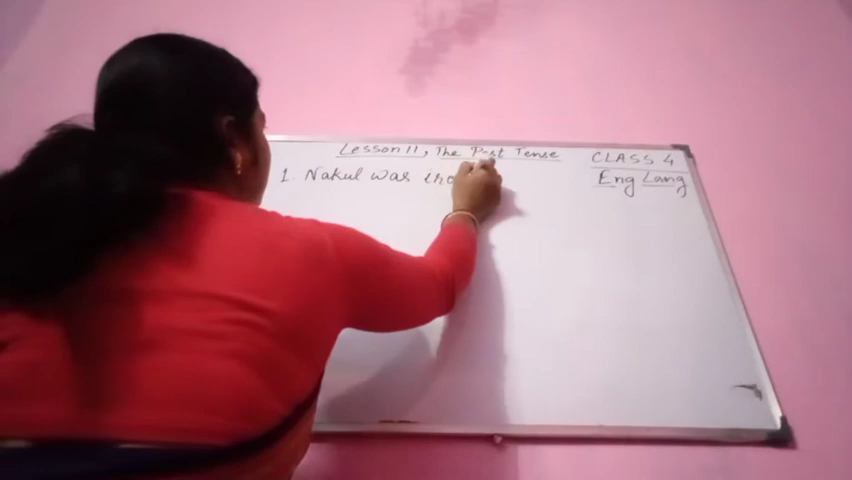 Lesson 11, The Past Tense
CLASS 4
Eng Lang
1. Nakul was